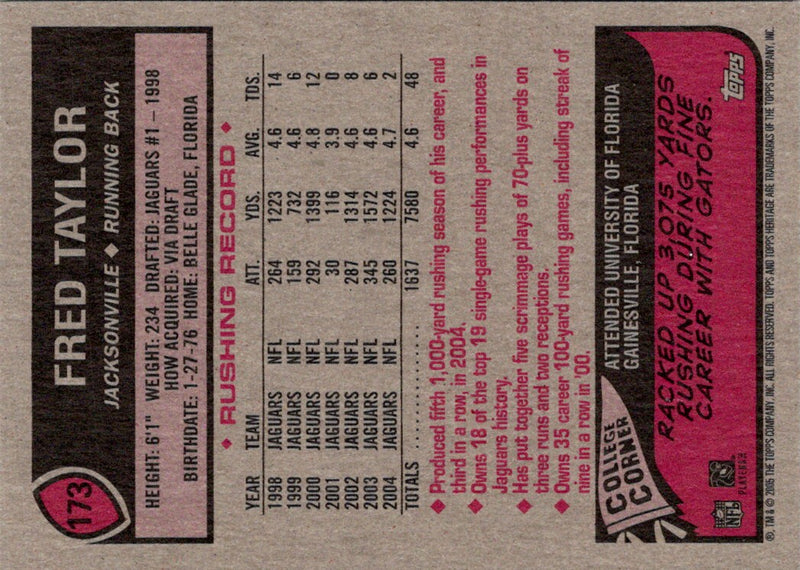 173
FRED TAYLOR
JACKSONVILLE ◆ RUNNING BACK
HEIGHT: 6'1" WEIGHT: 234 DRAFTED: JAGUARS #1 – 1998
HOW ACQUIRED: VIA DRAFT
BIRTHDATE: 1-27-76 HOME: BELLE GLADE, FLORIDA
◆ RUSHING RECORD ◆
YEAR TEAM ATT. YDS. AVG. TDS.
1998 JAGUARS NFL 264 1223 4.6 14
1999 JAGUARS NFL 159 732 4.6 6
2000 JAGUARS NFL 292 1399 4.8 12
2001 JAGUARS NFL 30 116 3.9 0
2002 JAGUARS NFL 287 1314 4.6 8
2003 JAGUARS NFL 345 1572 4.6 6
2004 JAGUARS NFL 260 1224 4.7 2
TOTALS 1637 7580 4.6 48
◆ Produced fifth 1,000-yard rushing season of his career, and
third in a row, in 2004.
◆ Owns 18 of the top 19 single-game rushing performances in
Jaguars history.
◆ Has put together five scrimmage plays of 70-plus yards on
three runs and two receptions.
◆ Owns 35 career 100-yard rushing games, including streak of
nine in a row in '00.
COLLEGE
CORNER
ATTENDED UNIVERSITY OF FLORIDA
GAINESVILLE, FLORIDA
RACKED UP 3,075 YARDS
RUSHING DURING FINE
CAREER WITH GATORS.
NFL
PLAYERS INC
topps
®, TM & © 2005 THE TOPPS COMPANY, INC. ALL RIGHTS RESERVED. TOPPS AND TOPPS HERITAGE ARE TRADEMARKS OF THE TOPPS COMPANY, INC.